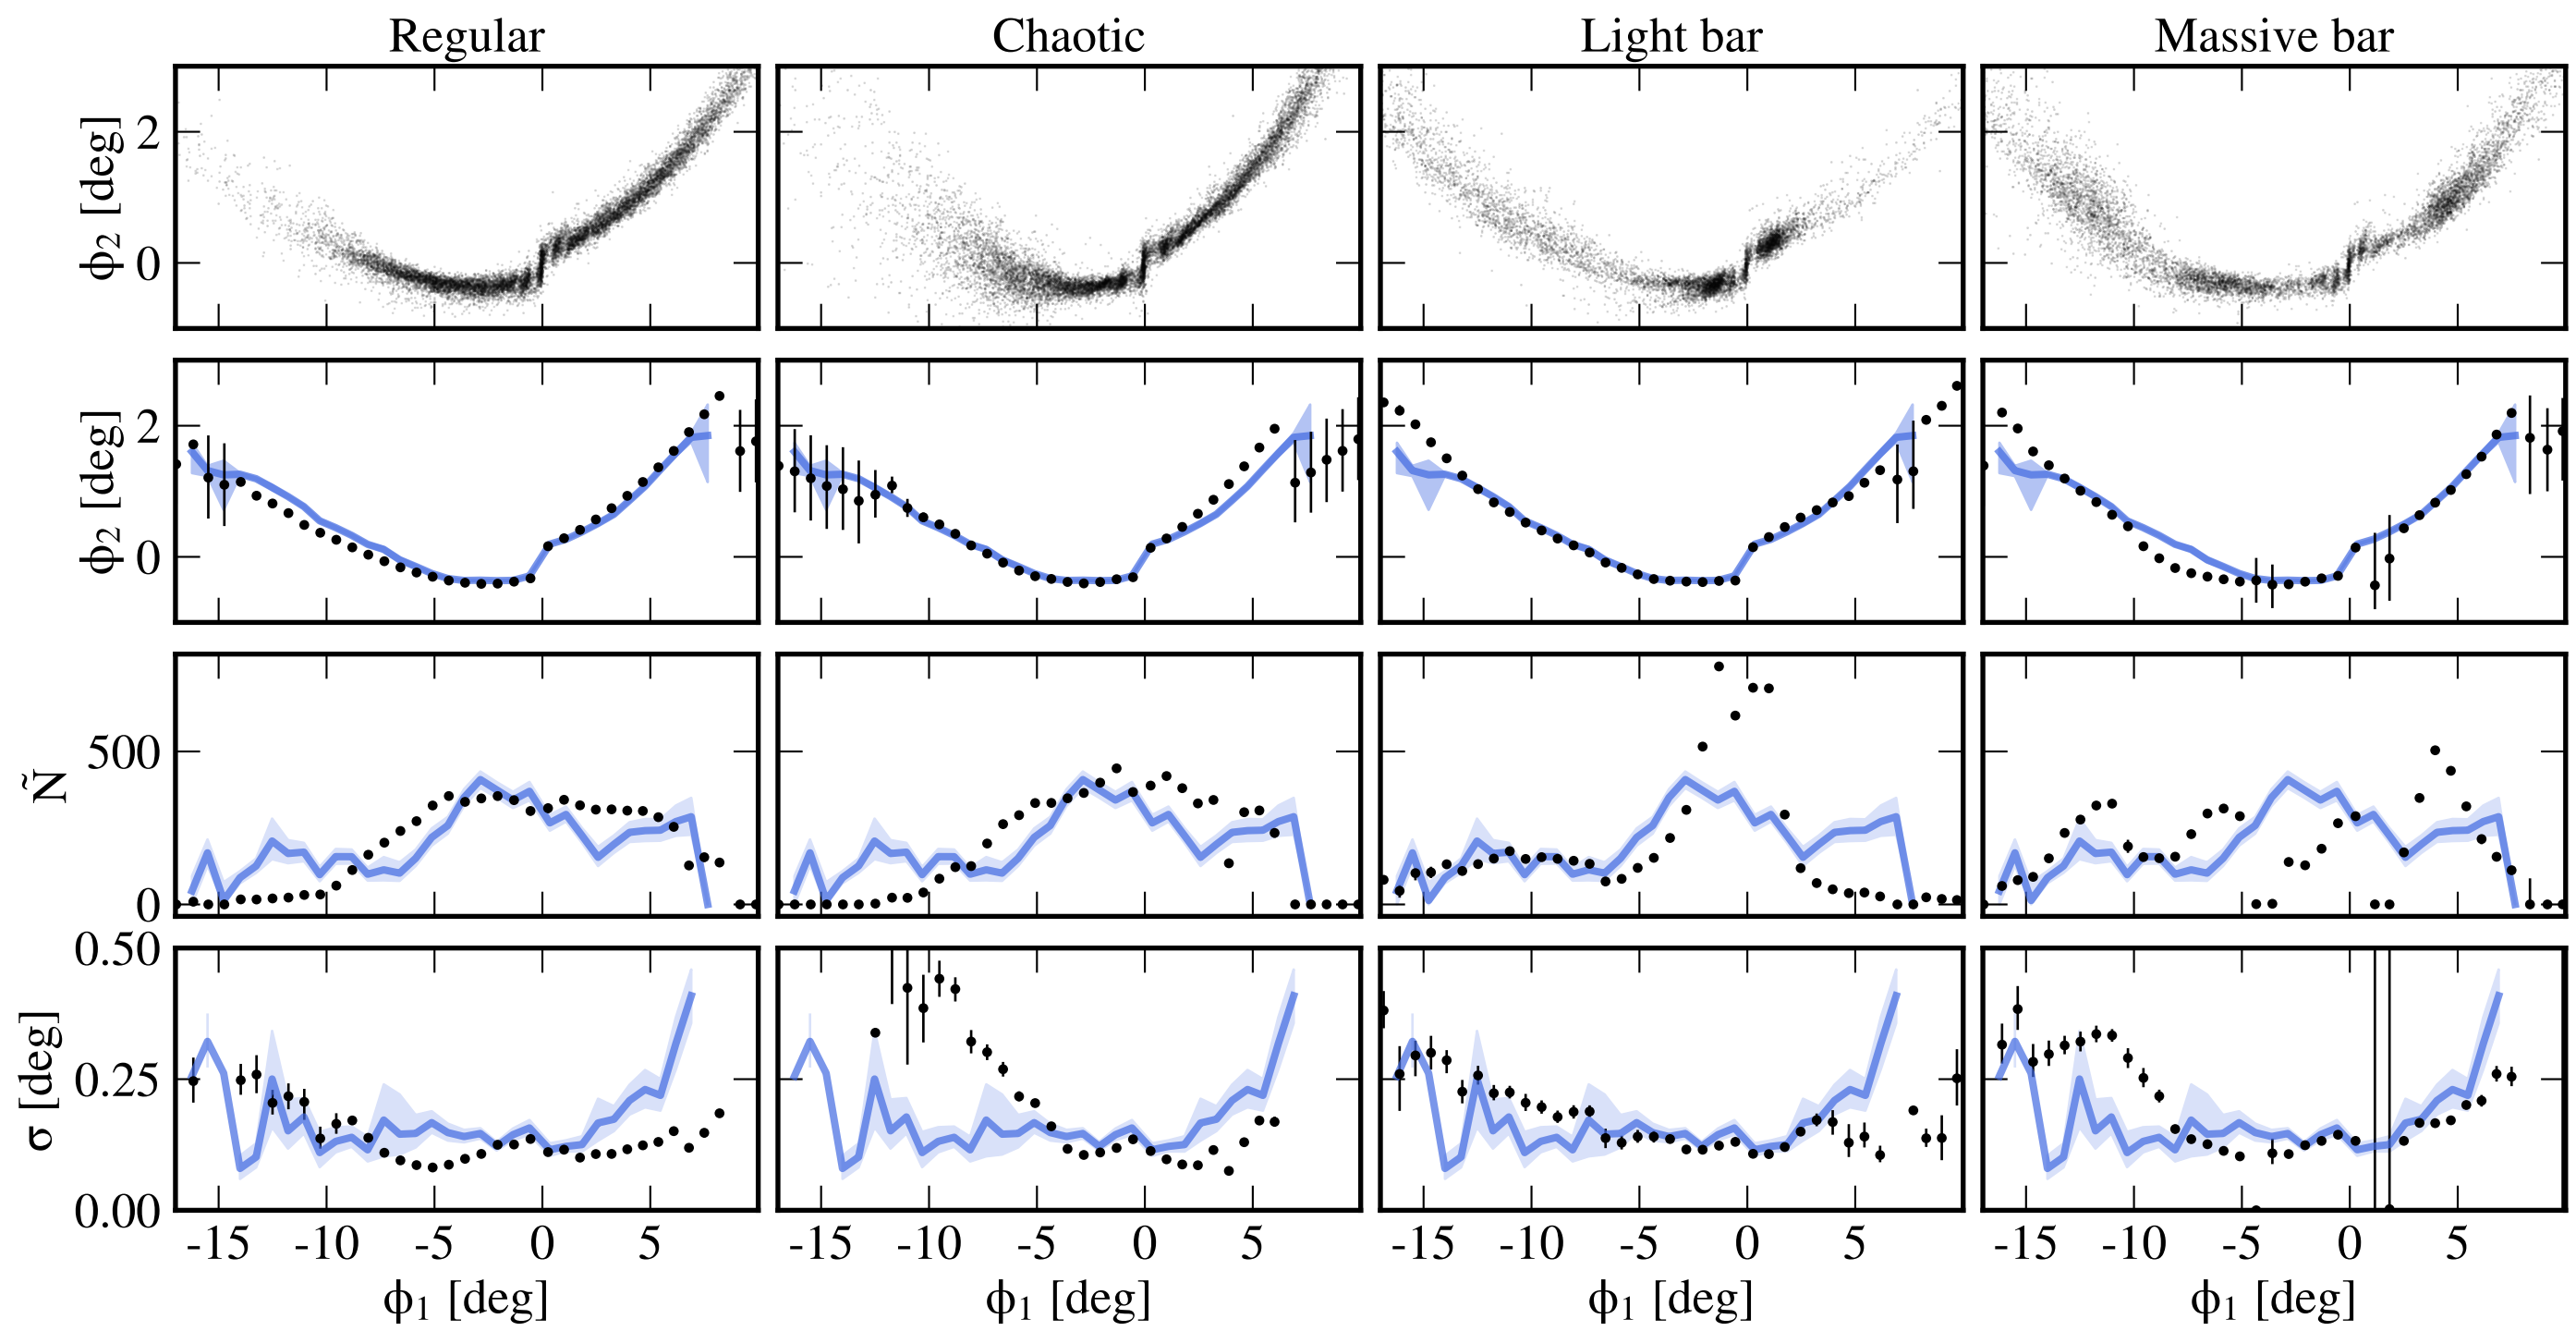 Regular Chaotic Light bar Massive bar
ϕ₂ [deg]
2
0
ϕ₂ [deg]
2
0
Ñ
500
0
σ [deg]
0.50
0.25
0.00
-15 -10 -5 0 5 -15 -10 -5 0 5 -15 -10 -5 0 5 -15 -10 -5 0 5
ϕ₁ [deg] ϕ₁ [deg] ϕ₁ [deg] ϕ₁ [deg]